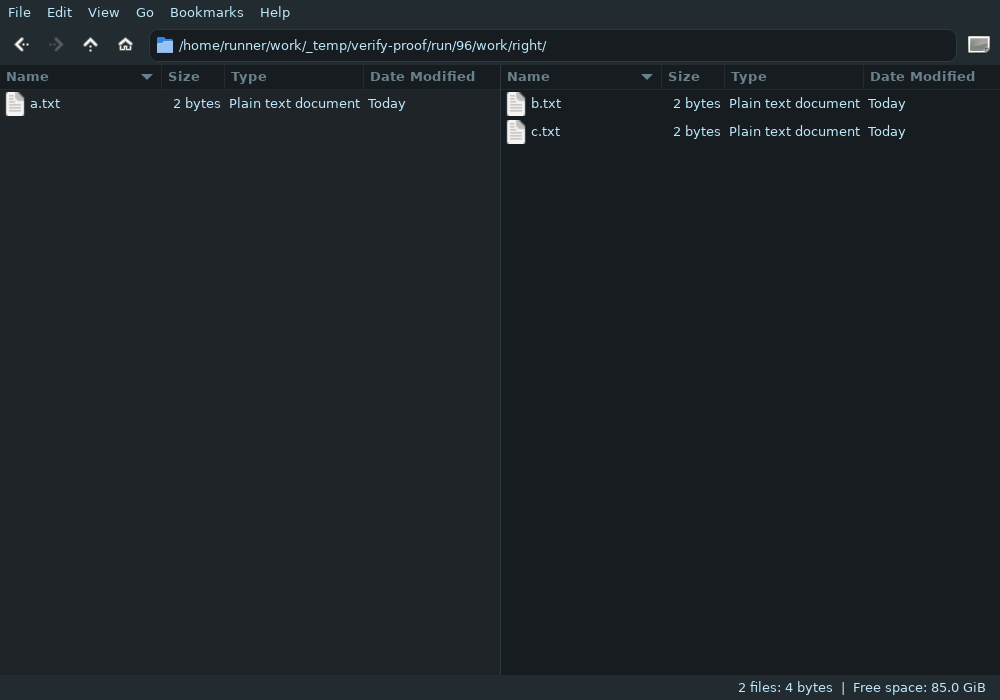 File Edit View Go Bookmarks Help
/home/runner/work/_temp/verify-proof/run/96/work/right/
Name Size Type Date Modified Name Size Type Date Modified
a.txt 2 bytes Plain text document Today b.txt 2 bytes Plain text document Today
c.txt 2 bytes Plain text document Today
2 files: 4 bytes | Free space: 85.0 GiB